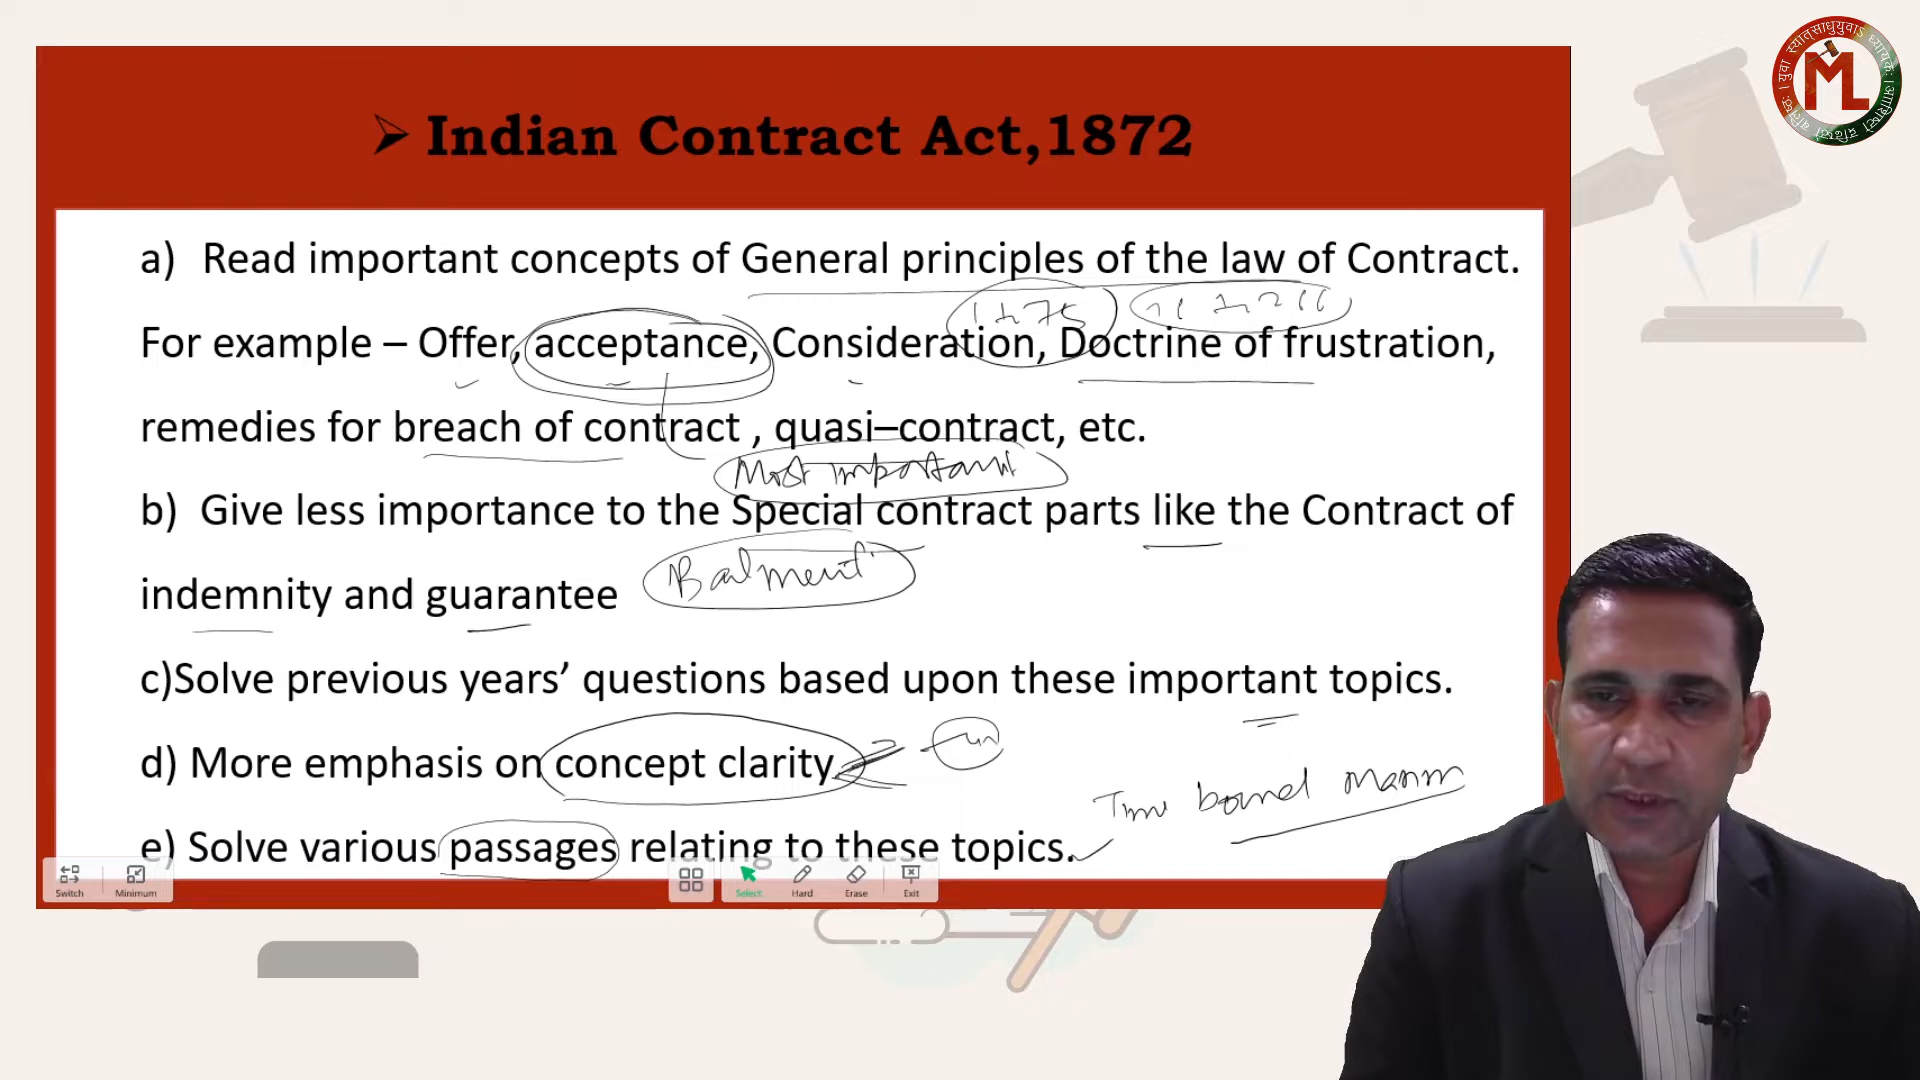 ➢ Indian Contract Act,1872
a) Read important concepts of General principles of the law of Contract.
1 to 75
For example – Offer, acceptance, Consideration, Doctrine of frustration,
remedies for breach of contract , quasi–contract, etc.
Most important
b) Give less importance to the Special contract parts like the Contract of
indemnity and guarantee
Bailment
c)Solve previous years’ questions based upon these important topics.
d) More emphasis on concept clarity
Time bound
e) Solve various passages relating to these topics.
Switch
Minimum
Select
Hard
Erase
Exit
ML